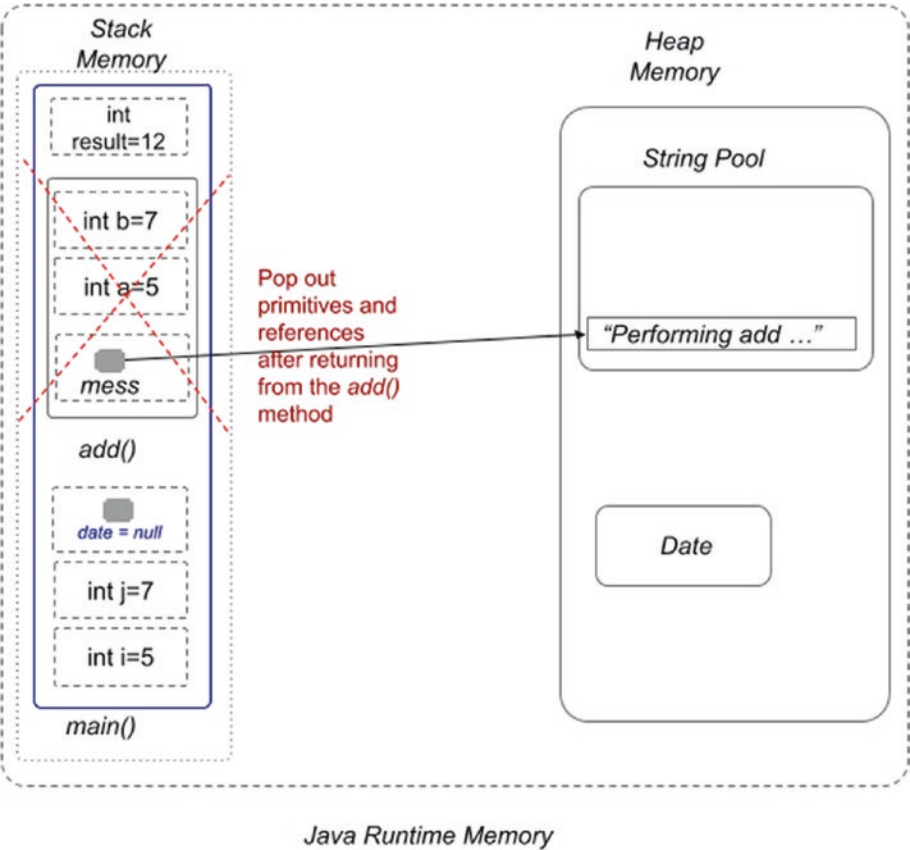 Stack
Memory
int
result=12
int b=7
int a=5
mess
add()
date = null
int j=7
int i=5
main()
Pop out
primitives and
references
after returning
from the add()
method
Heap
Memory
String Pool
“Performing add ...”
Date
Java Runtime Memory